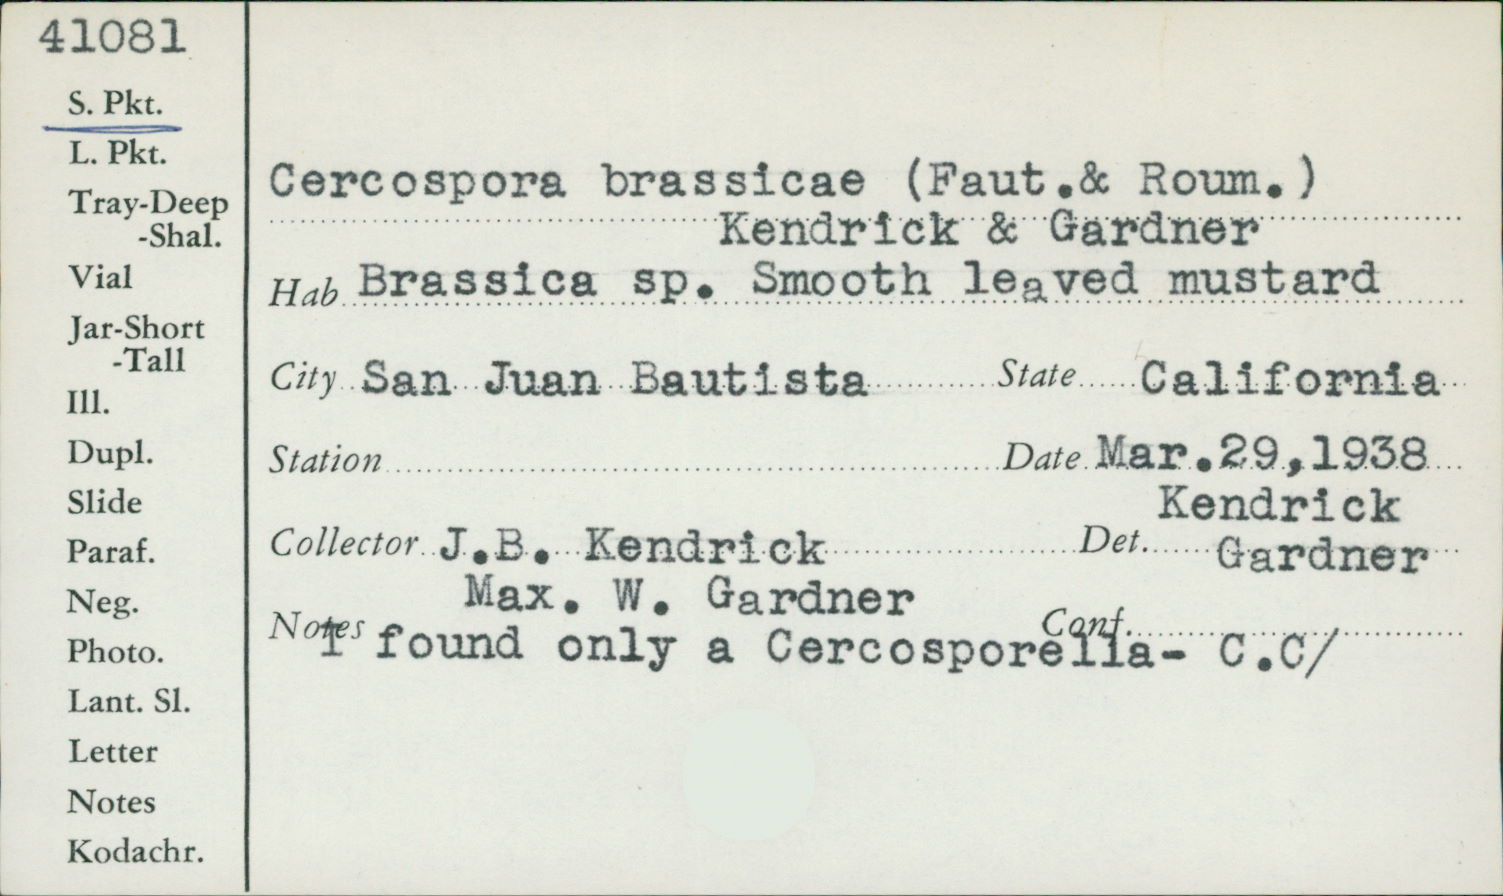 41081
S. Pkt.
L. Pkt.
Tray-Deep
-Shal.
Vial
Jar-Short
-Tall
Ill.
Dupl.
Slide
Paraf.
Neg.
Photo.
Lant. Sl.
Letter
Notes
Kodachr.
Cercospora brassicae (Faut.& Roum.)
Kendrick & Gardner
Hab Brassica sp. Smooth leaved mustard
City San Juan Bautista State California
Station Date Mar.29,1938
Kendrick
Collector J.B. Kendrick Det. Gardner
Max. W. Gardner
Notes Conf.
I found only a Cercosporella- C.C/